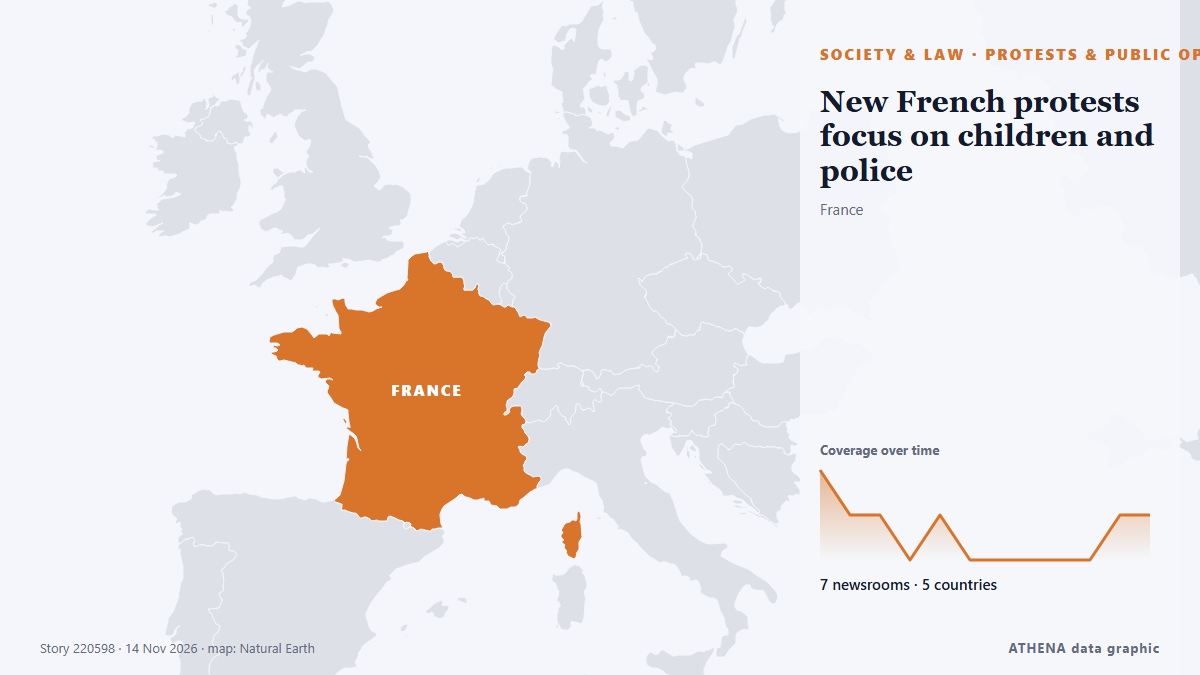 SOCIETY & LAW · PROTESTS & PUBLIC OP
New French protests
focus on children and
police
France
FRANCE
Coverage over time
7 newsrooms · 5 countries
Story 220598 · 14 Nov 2026 · map: Natural Earth
ATHENA data graphic